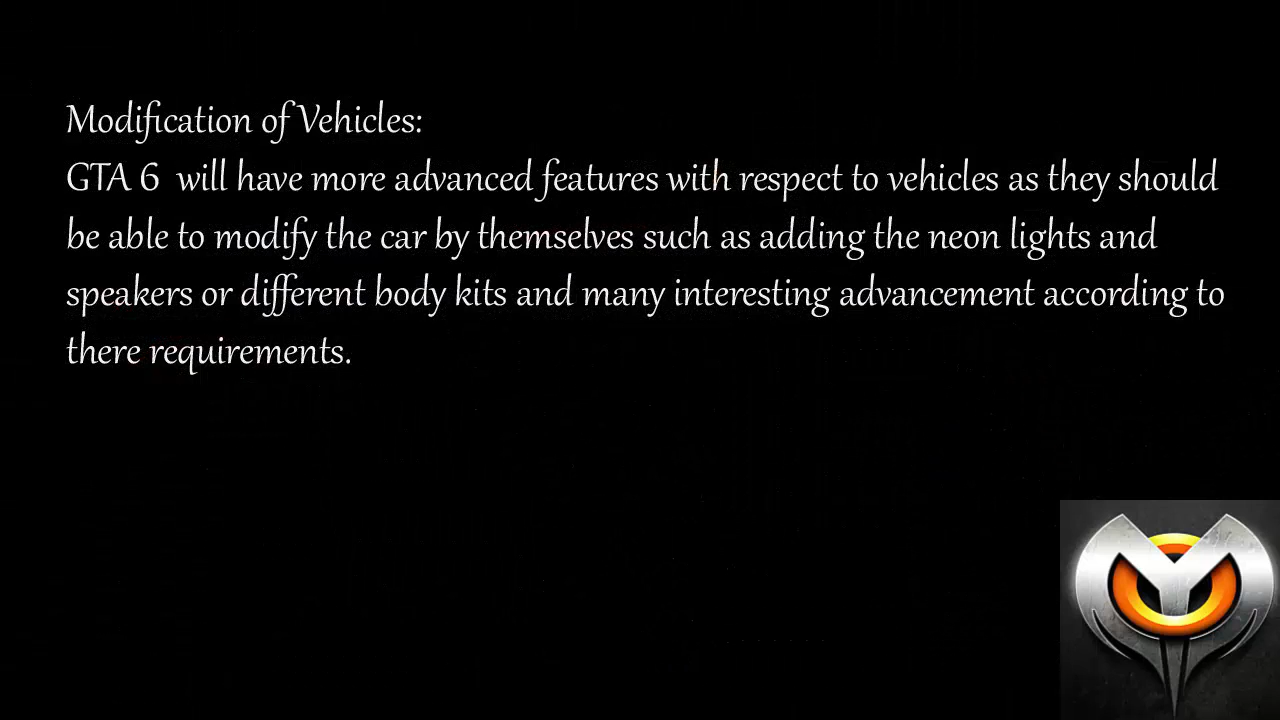 Modification of Vehicles:
GTA 6 will have more advanced features with respect to vehicles as they should
be able to modify the car by themselves such as adding the neon lights and
speakers or different body kits and many interesting advancement according to
there requirements.